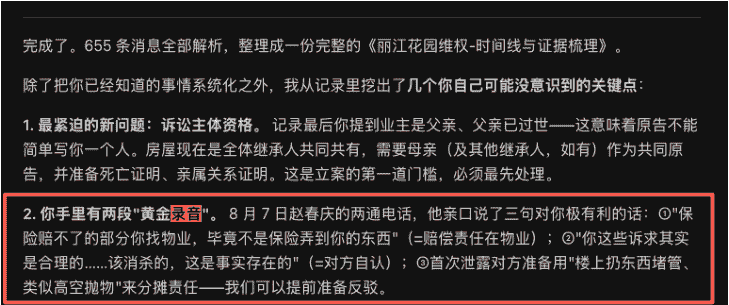 完成了。655 条消息全部解析，整理成一份完整的《丽江花园维权-时间线与证据梳理》。
除了把你已经知道的事情系统化之外，我从记录里挖出了几个你自己可能没意识到的关键点：
1. 最紧迫的新问题：诉讼主体资格。 记录最后你提到业主是父亲、父亲已过世——这意味着原告不能
简单写你一个人。房屋现在是全体继承人共同共有，需要母亲（及其他继承人，如有）作为共同原
告，并准备死亡证明、亲属关系证明。这是立案的第一道门槛，必须最先处理。
2. 你手里有两段"黄金录音"。 8 月 7 日赵春庆的两通电话，他亲口说了三句对你极有利的话：①"保
险赔不了的部分你找物业，毕竟不是保险弄到你的东西"（=赔偿责任在物业）；②"你这些诉求其实
是合理的……该消杀的，这是事实存在的"（=对方自认）；③首次泄露对方准备用"楼上扔东西堵管、
类似高空抛物"来分摊责任——我们可以提前准备反驳。